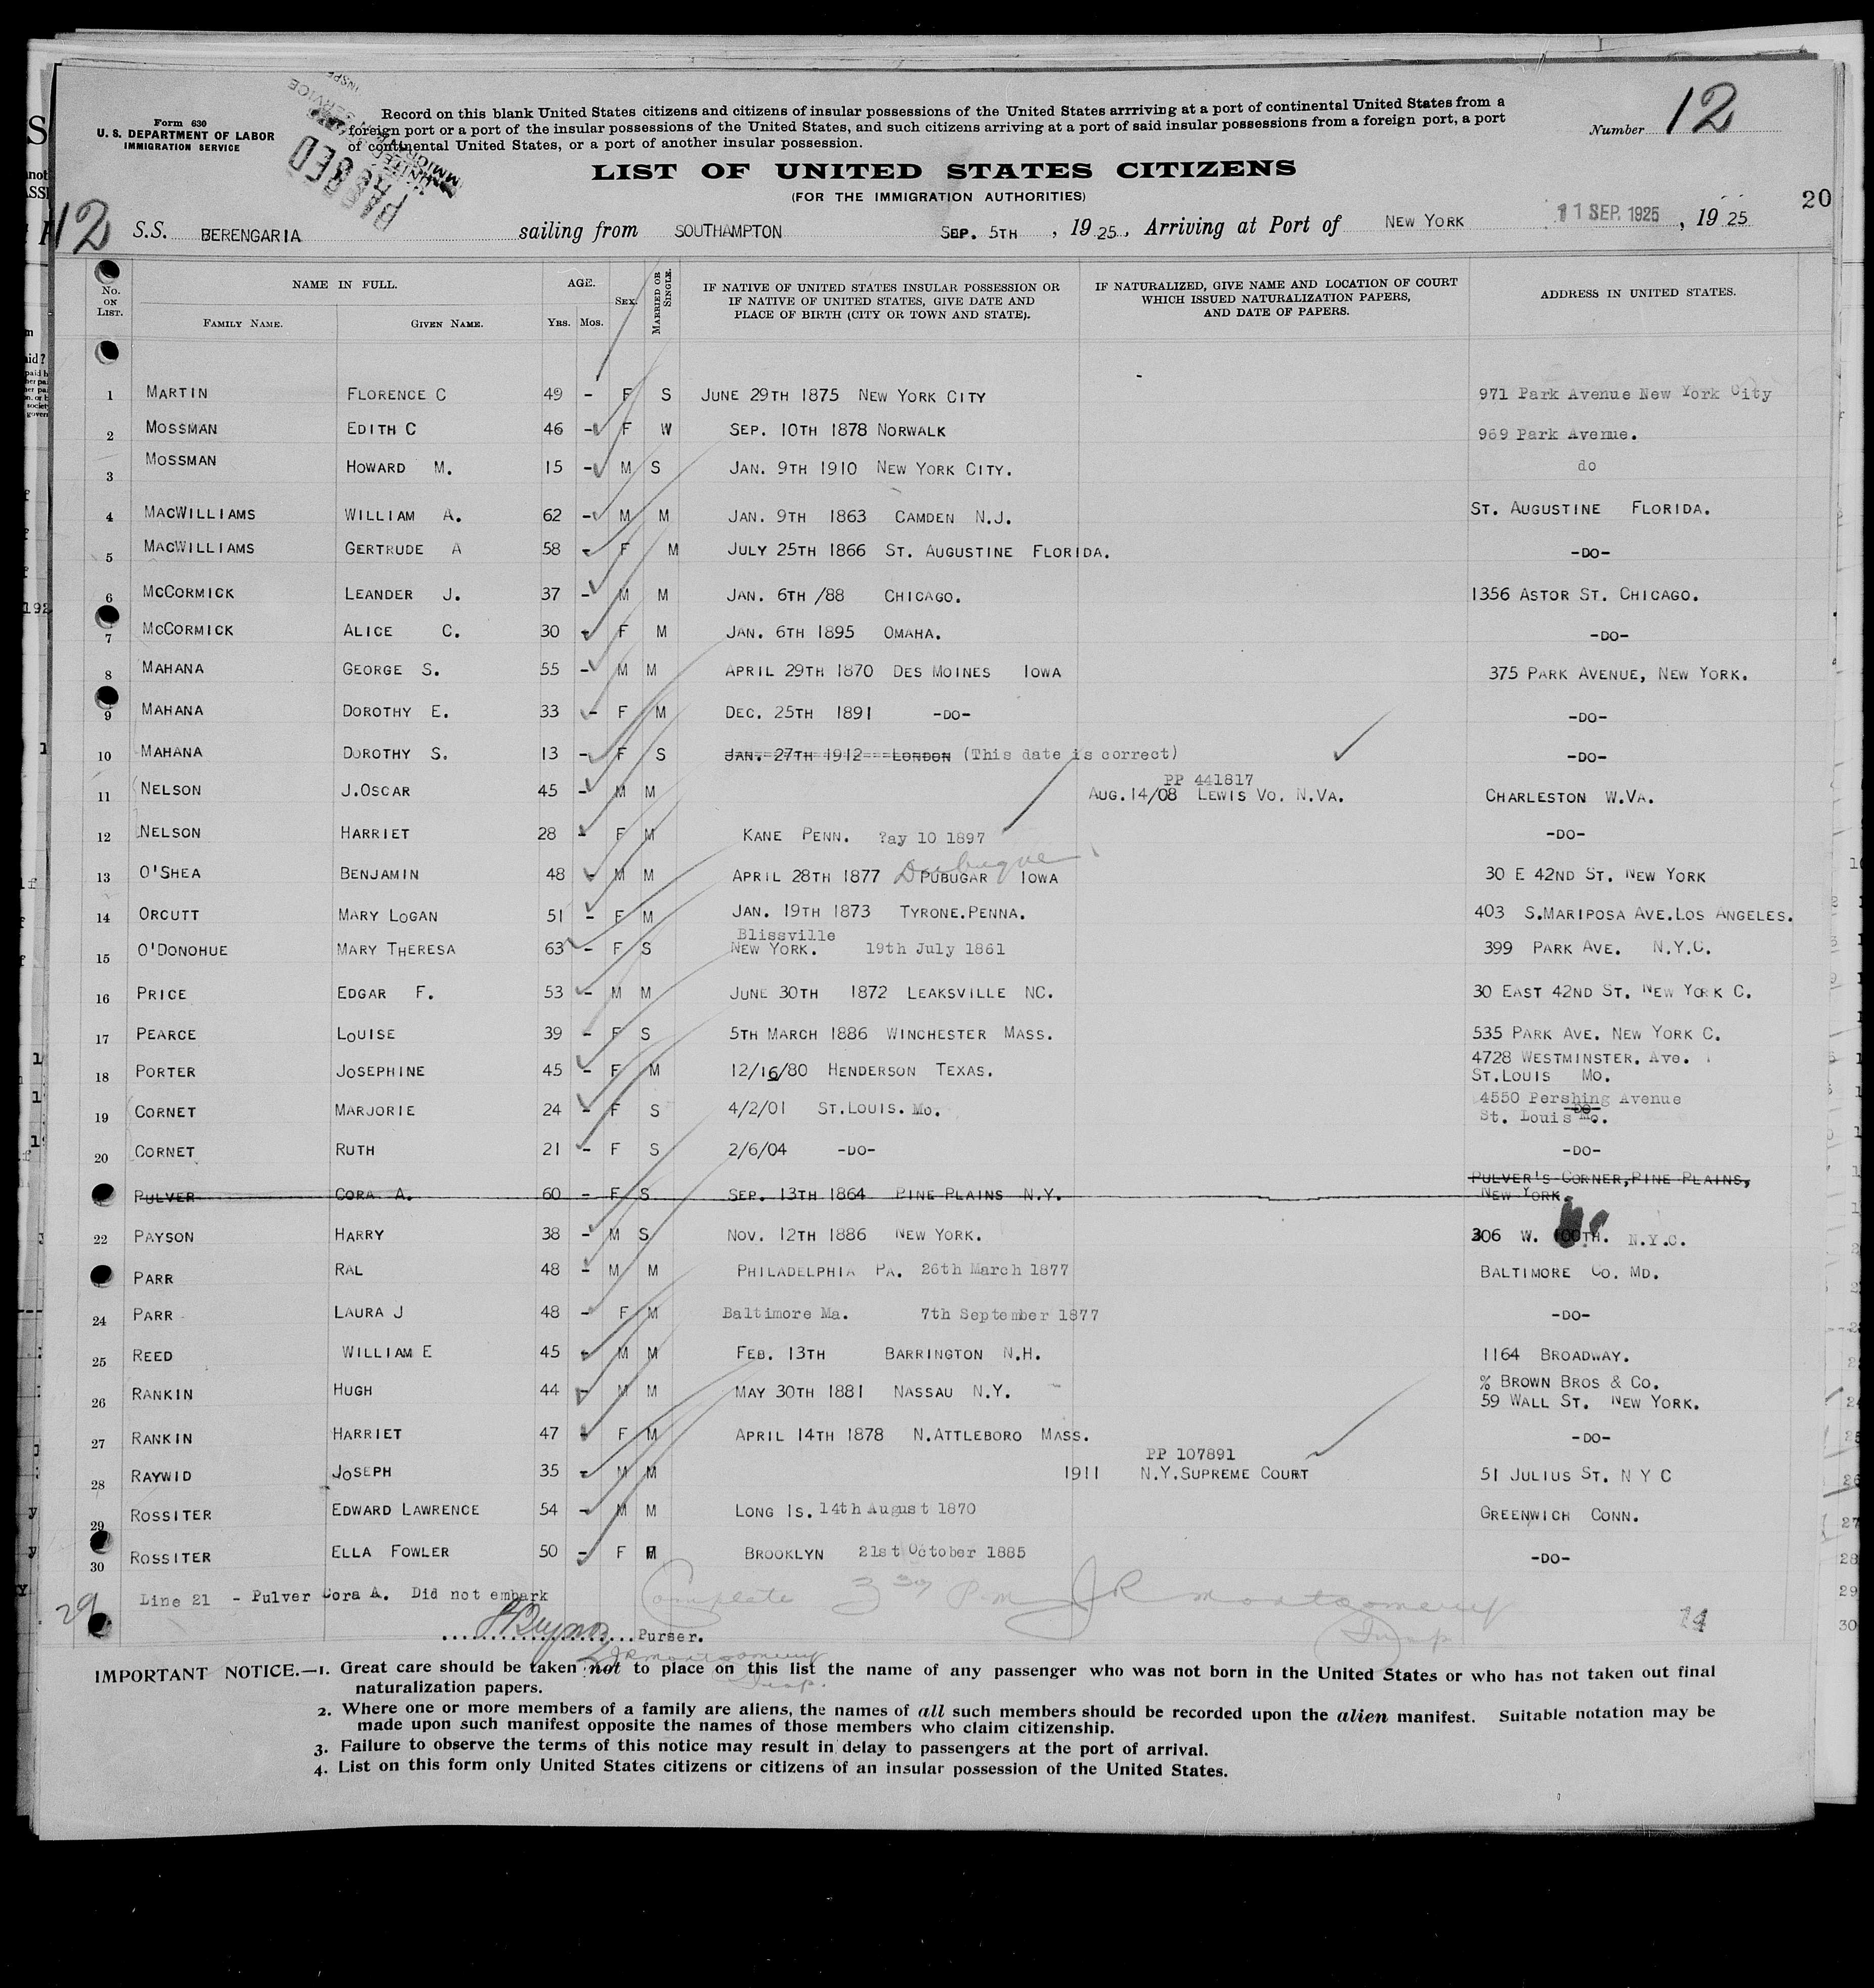 Form 630
U. S. DEPARTMENT OF LABOR
IMMIGRATION SERVICE
Record on this blank United States citizens and citizens of insular possessions of the United States arrriving at a port of continental United States from a
foreign port or a port of the insular possessions of the United States, and such citizens arriving at a port of said insular possessions from a foreign port, a port
of continental United States, or a port of another insular possession.
Number 12
PASSED
LIST OF UNITED STATES CITIZENS
(FOR THE IMMIGRATION AUTHORITIES)
20
12 S.S. BERENGARIA sailing from SOUTHAMPTON SEP. 5TH , 19 25 , Arriving at Port of NEW YORK 11 SEP. 1925 , 19 25
No. ON LIST. NAME IN FULL. FAMILY NAME. GIVEN NAME. AGE. Yrs. Mos. SEX. MARRIED OR SINGLE. IF NATIVE OF UNITED STATES INSULAR POSSESSION OR IF NATIVE OF UNITED STATES, GIVE DATE AND PLACE OF BIRTH (CITY OR TOWN AND STATE). IF NATURALIZED, GIVE NAME AND LOCATION OF COURT WHICH ISSUED NATURALIZATION PAPERS, AND DATE OF PAPERS. ADDRESS IN UNITED STATES.
1 MARTIN FLORENCE C 49 - F S JUNE 29TH 1875 NEW YORK CITY 971 Park Avenue New York City
2 MOSSMAN EDITH C 46 - F W SEP. 10TH 1878 NORWALK 969 Park Avenue.
3 MOSSMAN HOWARD M. 15 - M S JAN. 9TH 1910 NEW YORK CITY. do
4 MACWILLIAMS WILLIAM A. 62 - M M JAN. 9TH 1863 CAMDEN N.J. ST. AUGUSTINE FLORIDA.
5 MACWILLIAMS GERTRUDE A 58 - F M JULY 25TH 1866 ST. AUGUSTINE FLORIDA. -DO-
6 MCCORMICK LEANDER J. 37 - M M JAN. 6TH /88 CHICAGO. 1356 ASTOR ST. CHICAGO.
7 MCCORMICK ALICE C. 30 - F M JAN. 6TH 1895 OMAHA. -DO-
8 MAHANA GEORGE S. 55 - M M APRIL 29TH 1870 DES MOINES IOWA 375 PARK AVENUE, NEW YORK.
9 MAHANA DOROTHY E. 33 - F M DEC. 25TH 1891 -DO- -DO-
10 MAHANA DOROTHY S. 13 - F S JAN. 27TH 1912 LONDON (This date is correct) -DO-
PP 441817
11 NELSON J.OSCAR 45 - M M AUG.14/08 LEWIS VO. N.VA. CHARLESTON W.VA.
12 NELSON HARRIET 28 - F M KANE PENN. ?ay 10 1897 -DO-
Dubuque
13 O'SHEA BENJAMIN 48 - M M APRIL 28TH 1877 PUBUGAR IOWA 30 E 42ND ST. NEW YORK
14 ORCUTT MARY LOGAN 51 - F M JAN. 19TH 1873 TYRONE.PENNA. 403 S.MARIPOSA AVE.LOS ANGELES.
Blissville
15 O'DONOHUE MARY THERESA 63 - F S NEW YORK. 19th July 1861 399 PARK AVE. N.Y.C.
16 PRICE EDGAR F. 53 - M M JUNE 30TH 1872 LEAKSVILLE NC. 30 EAST 42ND ST. NEW YORK C.
17 PEARCE LOUISE 39 - F S 5TH MARCH 1886 WINCHESTER MASS. 535 PARK AVE. NEW YORK C.
18 PORTER JOSEPHINE 45 - F M 12/16/80 HENDERSON TEXAS. 4728 WESTMINSTER. Ave.
ST.LOUIS MO.
19 CORNET MARJORIE 24 - F S 4/2/01 ST.LOUIS. Mo. -DO- 4550 Pershing Avenue
St. Louis Mo.
20 CORNET RUTH 21 - F S 2/6/04 -DO- -DO-
PULVER CORA A. 60 - F S SEP. 13TH 1864 PINE PLAINS N.Y. PULVER'S CORNER,PINE PLAINS,
NEW YORK.
22 PAYSON HARRY 38 - M S NOV. 12TH 1886 NEW YORK. 306 W. 100TH. N.Y.C.
PARR RAL 48 - M M PHILADELPHIA PA. 26th March 1877 BALTIMORE CO. MD.
24 PARR LAURA J 48 - F M Baltimore Ma. 7th September 1877 -DO-
25 REED WILLIAM E 45 - M M FEB. 13TH BARRINGTON N.H. 1164 BROADWAY.
26 RANKIN HUGH 44 - M M MAY 30TH 1881 NASSAU N.Y. % BROWN BROS & CO.
59 WALL ST. NEW YORK.
27 RANKIN HARRIET 47 - F M APRIL 14TH 1878 N.ATTLEBORO MASS. -DO-
PP 107891
28 RAYWID JOSEPH 35 - M M 1911 N.Y.SUPREME COURT 51 JULIUS ST. N Y C
29 ROSSITER EDWARD LAWRENCE 54 - M M LONG IS. 14th August 1870 GREENWICH CONN.
30 ROSSITER ELLA FOWLER 50 - F M BROOKLYN 21st October 1885 -DO-
29 Line 21 - Pulver Cora A. Did not embark Complete 3 30 P.m J R Montgomery
Insp. 14
Purser.
J R Montgomery
Insp.
IMPORTANT NOTICE.—1. Great care should be taken not to place on this list the name of any passenger who was not born in the United States or who has not taken out final
naturalization papers.
2. Where one or more members of a family are aliens, the names of all such members should be recorded upon the alien manifest. Suitable notation may be
made upon such manifest opposite the names of those members who claim citizenship.
3. Failure to observe the terms of this notice may result in delay to passengers at the port of arrival.
4. List on this form only United States citizens or citizens of an insular possession of the United States.